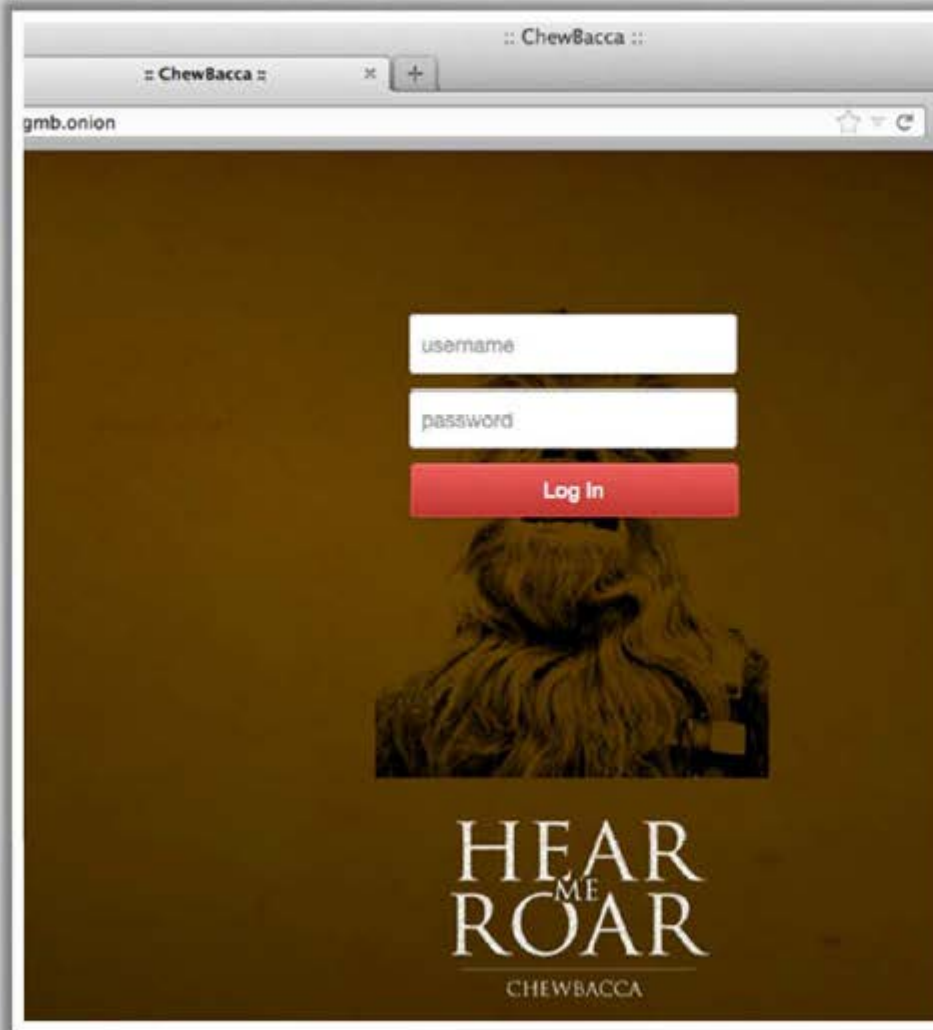 :: ChewBacca ::
:: ChewBacca ::
gmb.onion
username
password
Log In
HEAR
ME
ROAR
CHEWBACCA